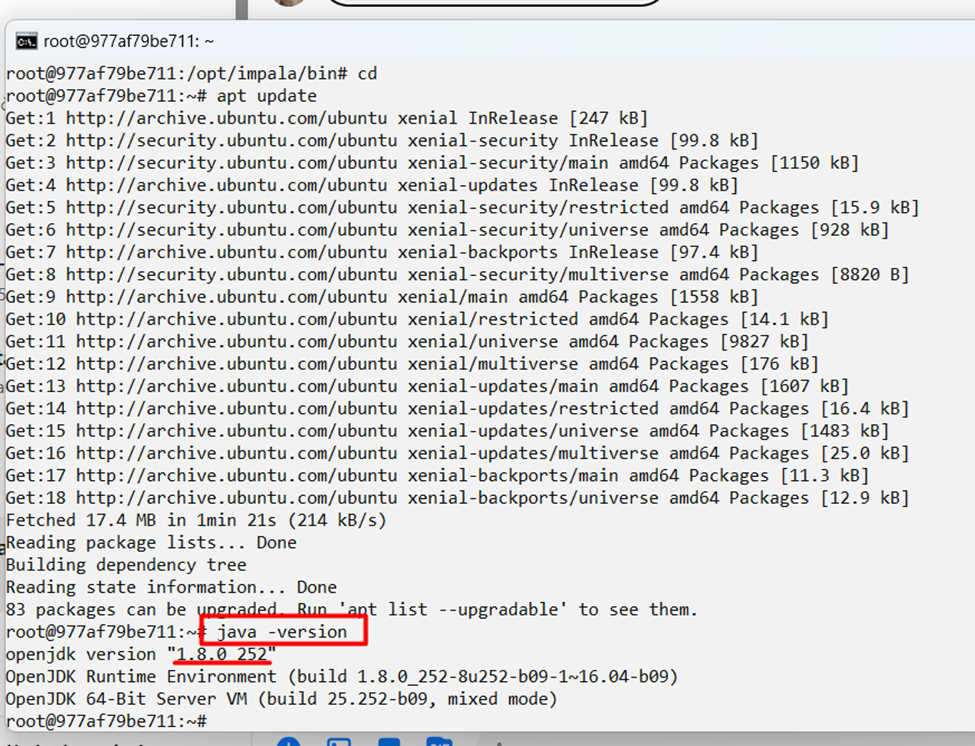 root@977af79be711: ~
root@977af79be711:/opt/impala/bin# cd
root@977af79be711:~# apt update
Get:1 http://archive.ubuntu.com/ubuntu xenial InRelease [247 kB]
Get:2 http://security.ubuntu.com/ubuntu xenial-security InRelease [99.8 kB]
Get:3 http://security.ubuntu.com/ubuntu xenial-security/main amd64 Packages [1150 kB]
Get:4 http://archive.ubuntu.com/ubuntu xenial-updates InRelease [99.8 kB]
Get:5 http://security.ubuntu.com/ubuntu xenial-security/restricted amd64 Packages [15.9 kB]
Get:6 http://security.ubuntu.com/ubuntu xenial-security/universe amd64 Packages [928 kB]
Get:7 http://archive.ubuntu.com/ubuntu xenial-backports InRelease [97.4 kB]
Get:8 http://security.ubuntu.com/ubuntu xenial-security/multiverse amd64 Packages [8820 B]
Get:9 http://archive.ubuntu.com/ubuntu xenial/main amd64 Packages [1558 kB]
Get:10 http://archive.ubuntu.com/ubuntu xenial/restricted amd64 Packages [14.1 kB]
Get:11 http://archive.ubuntu.com/ubuntu xenial/universe amd64 Packages [9827 kB]
Get:12 http://archive.ubuntu.com/ubuntu xenial/multiverse amd64 Packages [176 kB]
Get:13 http://archive.ubuntu.com/ubuntu xenial-updates/main amd64 Packages [1607 kB]
Get:14 http://archive.ubuntu.com/ubuntu xenial-updates/restricted amd64 Packages [16.4 kB]
Get:15 http://archive.ubuntu.com/ubuntu xenial-updates/universe amd64 Packages [1483 kB]
Get:16 http://archive.ubuntu.com/ubuntu xenial-updates/multiverse amd64 Packages [25.0 kB]
Get:17 http://archive.ubuntu.com/ubuntu xenial-backports/main amd64 Packages [11.3 kB]
Get:18 http://archive.ubuntu.com/ubuntu xenial-backports/universe amd64 Packages [12.9 kB]
Fetched 17.4 MB in 1min 21s (214 kB/s)
Reading package lists... Done
Building dependency tree
Reading state information... Done
83 packages can be upgraded. Run 'apt list --upgradable' to see them.
root@977af79be711:~# java -version
openjdk version "1.8.0_252"
OpenJDK Runtime Environment (build 1.8.0_252-8u252-b09-1~16.04-b09)
OpenJDK 64-Bit Server VM (build 25.252-b09, mixed mode)
root@977af79be711:~#